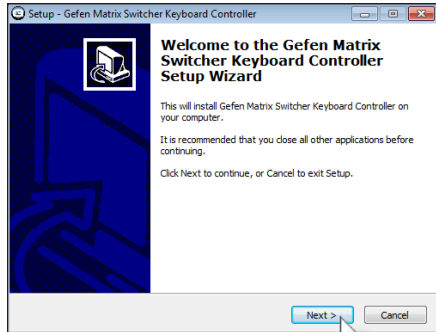 Setup - Gefen Matrix Switcher Keyboard Controller
Welcome to the Gefen Matrix
Switcher Keyboard Controller
Setup Wizard
This will install Gefen Matrix Switcher Keyboard Controller on
your computer.
It is recommended that you close all other applications before
continuing.
Click Next to continue, or Cancel to exit Setup.
Next >
Cancel